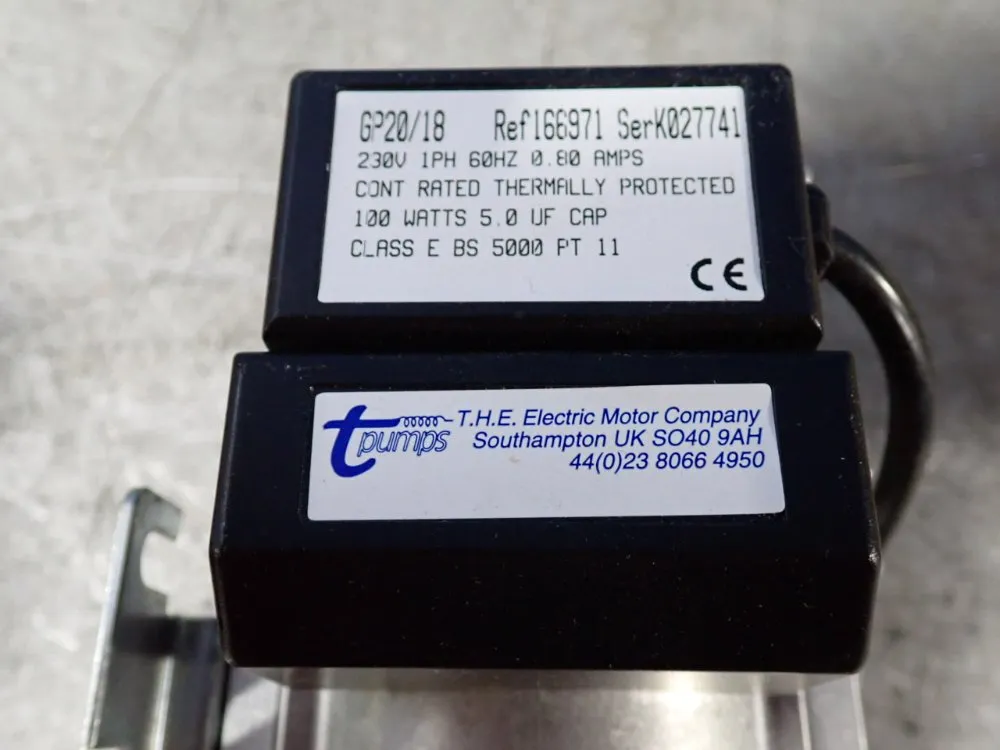 GP20/18 Ref166971 SerK027741
230V 1PH 60HZ 0.80 AMPS
CONT RATED THERMALLY PROTECTED
100 WATTS 5.0 UF CAP
CLASS E BS 5000 PT 11
CE
tpumps
T.H.E. Electric Motor Company
Southampton UK SO40 9AH
44(0)23 8066 4950